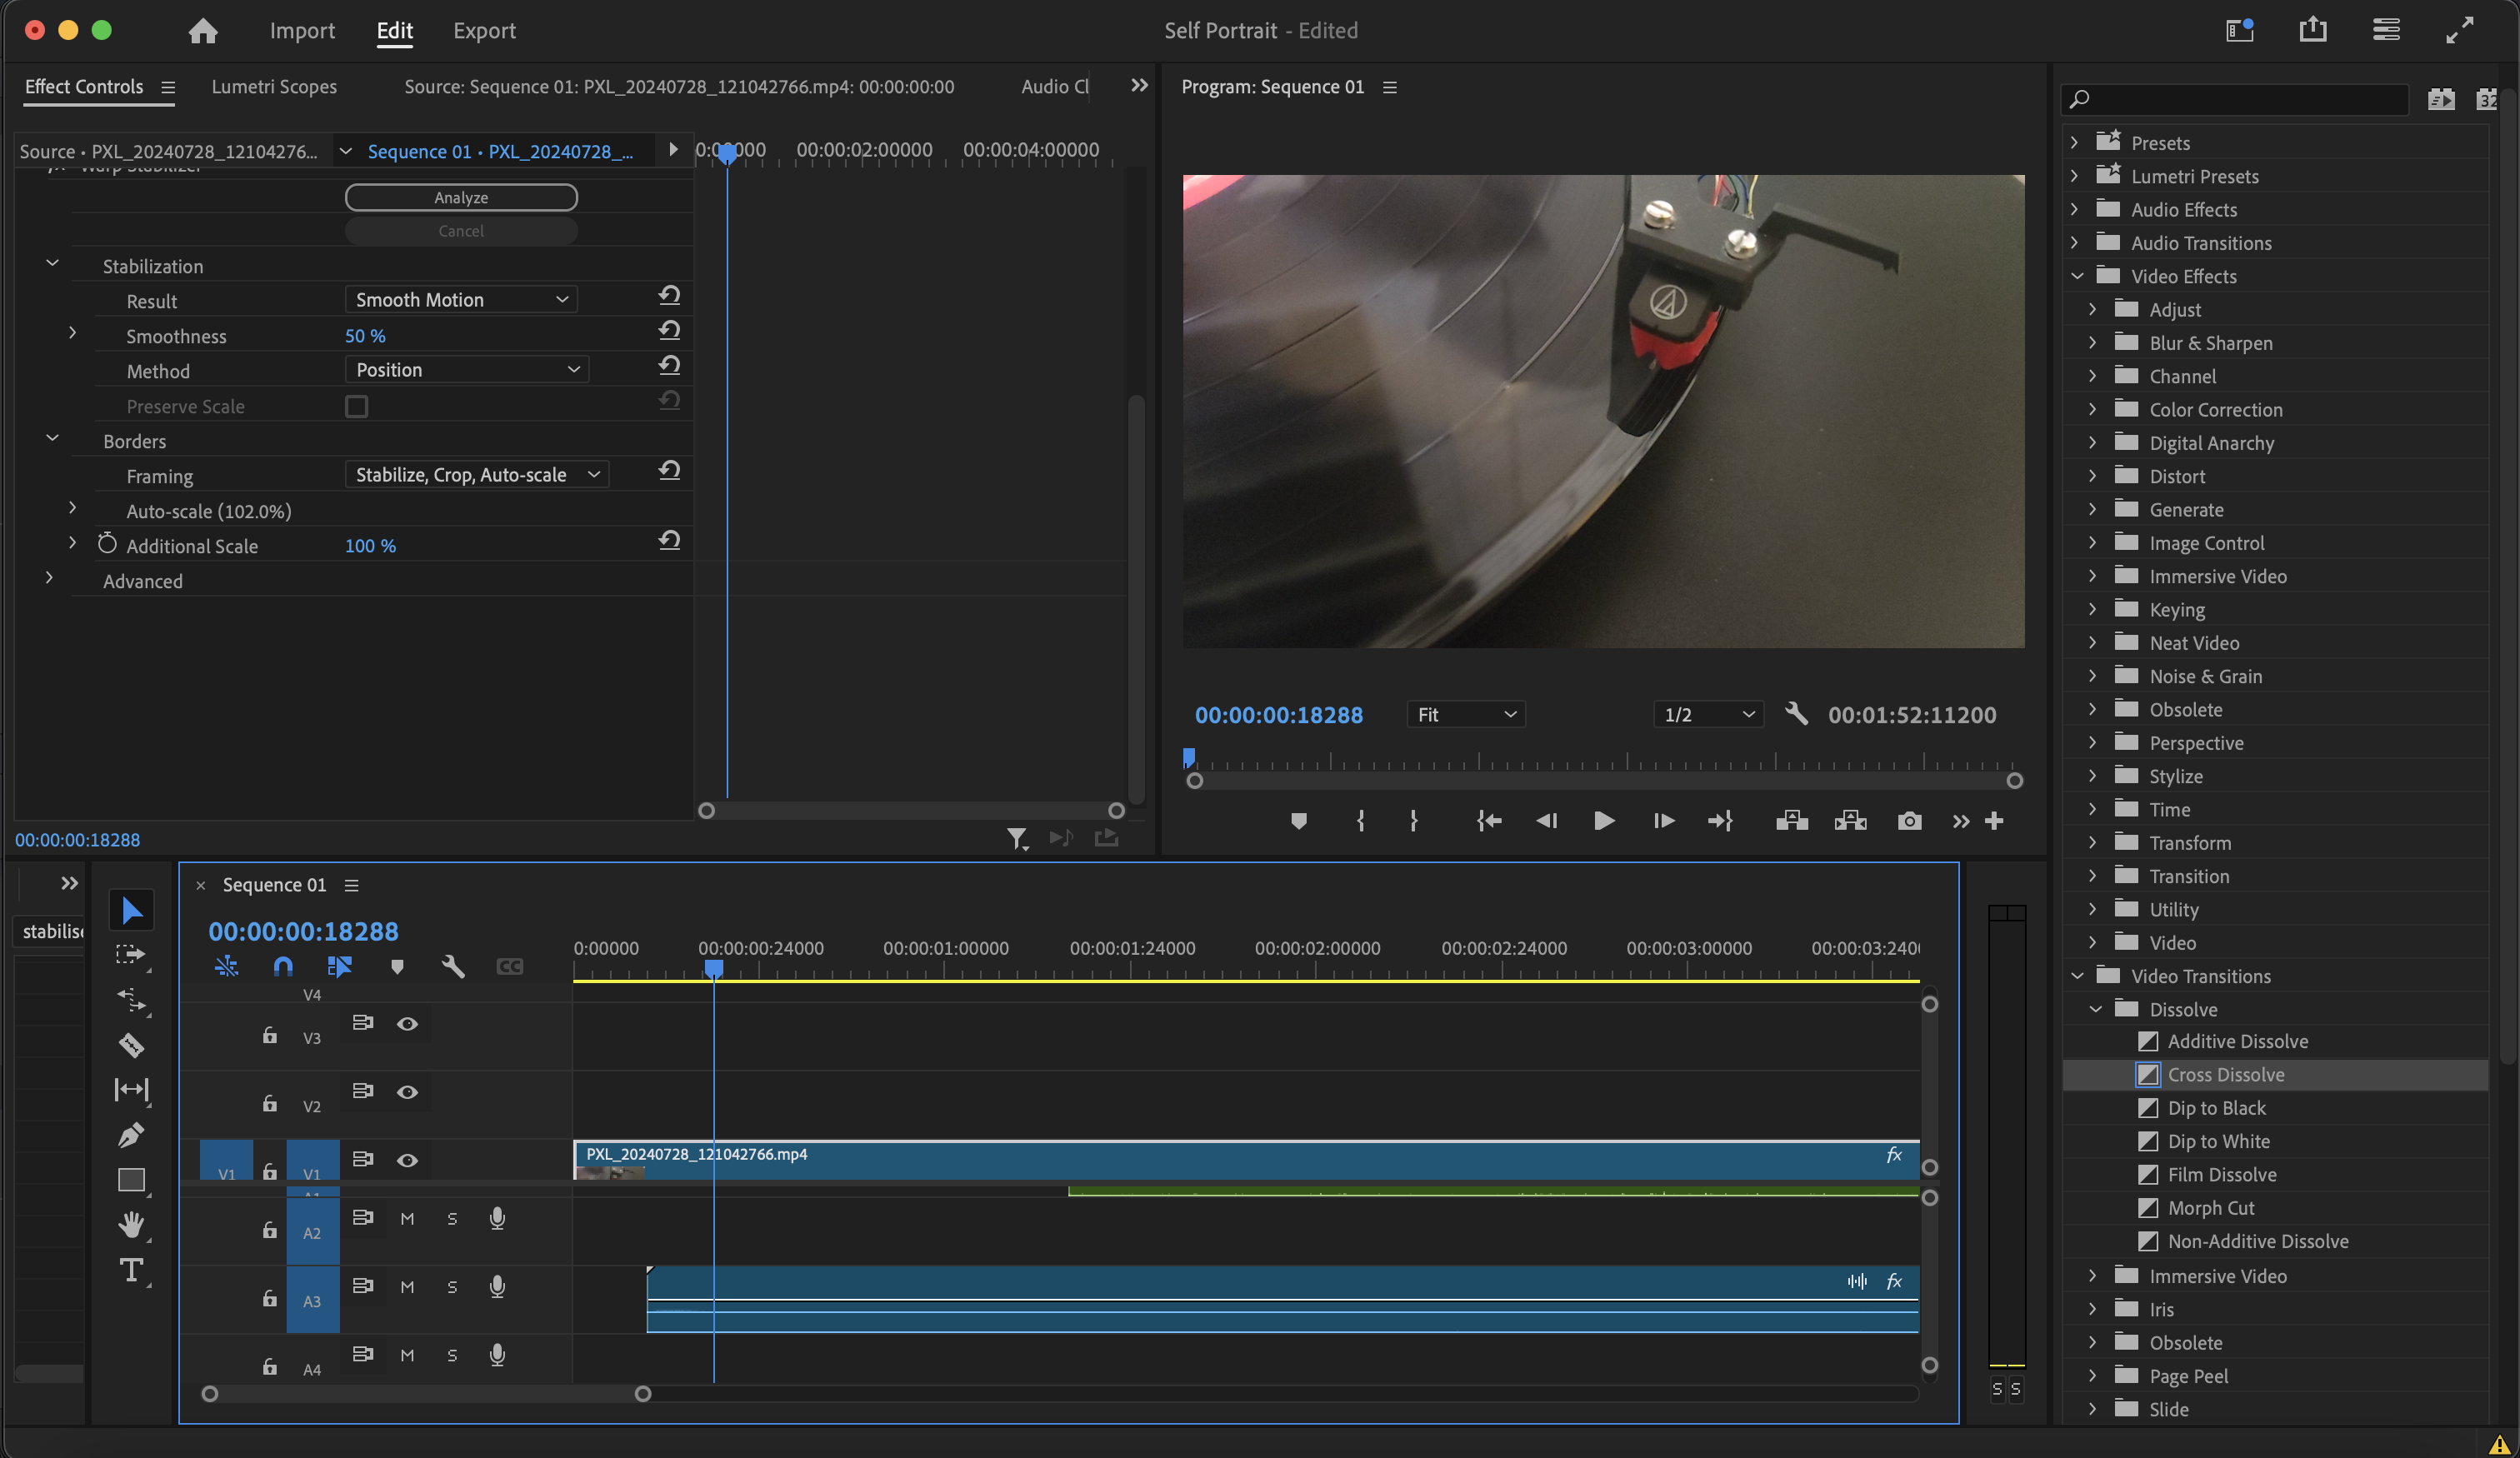 Import
Edit
Export
Self Portrait - Edited
Effect Controls
Lumetri Scopes
Source: Sequence 01: PXL_20240728_121042766.mp4: 00:00:00:00
Audio Cl
Source • PXL_20240728_12104276...
Sequence 01 • PXL_20240728_...
0:00000
00:00:02:00000
00:00:04:00000
Warp Stabilizer
Analyze
Cancel
Stabilization
Result
Smooth Motion
Smoothness
50 %
Method
Position
Preserve Scale
Borders
Framing
Stabilize, Crop, Auto-scale
Auto-scale (102.0%)
Additional Scale
100 %
Advanced
00:00:00:18288
Program: Sequence 01
00:00:00:18288
Fit
1/2
00:01:52:11200
32
Presets
Lumetri Presets
Audio Effects
Audio Transitions
Video Effects
Adjust
Blur & Sharpen
Channel
Color Correction
Digital Anarchy
Distort
Generate
Image Control
Immersive Video
Keying
Neat Video
Noise & Grain
Obsolete
Perspective
Stylize
Time
Transform
Transition
Utility
Video
Video Transitions
Dissolve
Additive Dissolve
Cross Dissolve
Dip to Black
Dip to White
Film Dissolve
Morph Cut
Non-Additive Dissolve
Immersive Video
Iris
Obsolete
Page Peel
Slide
stabilise
Sequence 01
00:00:00:18288
CC
0:00000
00:00:00:24000
00:00:01:00000
00:00:01:24000
00:00:02:00000
00:00:02:24000
00:00:03:00000
00:00:03:2400
V4
V3
V2
V1
V1
PXL_20240728_121042766.mp4
fx
A1
A2
M
S
A3
M
S
fx
A4
M
S
S
S